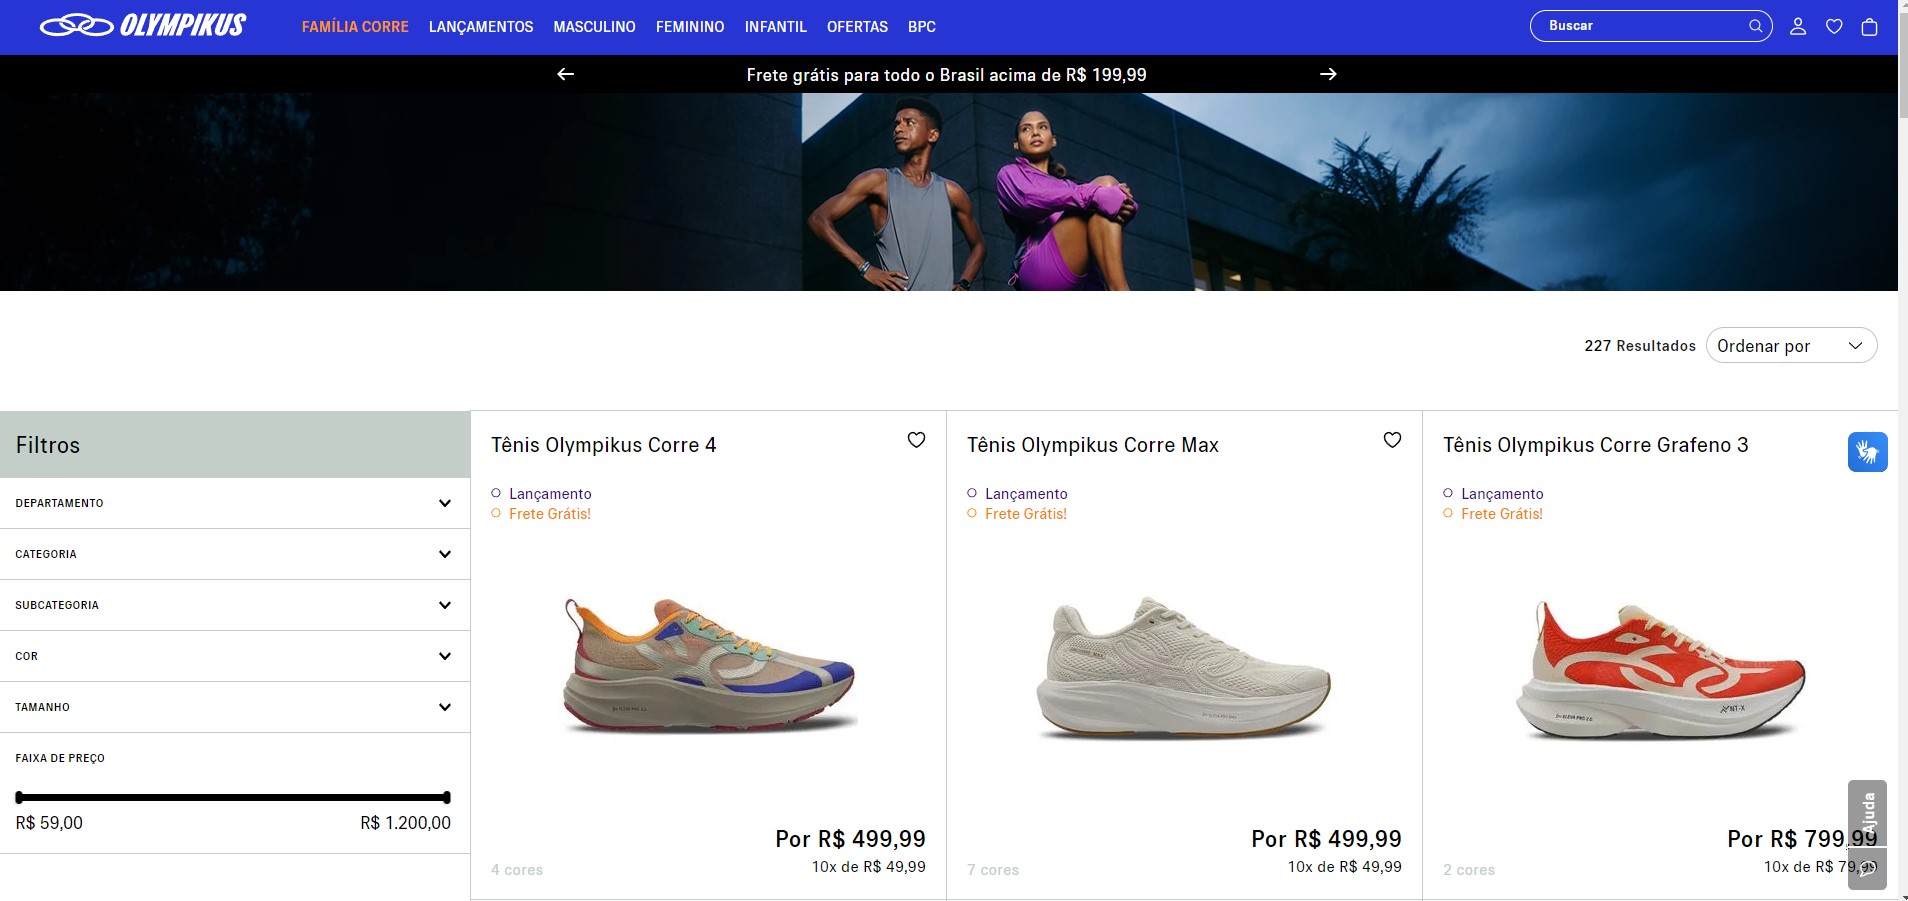 OLYMPIKUS
FAMÍLIA CORRE LANÇAMENTOS MASCULINO FEMININO INFANTIL OFERTAS BPC
Buscar
Frete grátis para todo o Brasil acima de R$ 199,99
227 Resultados
Ordenar por
Filtros
DEPARTAMENTO
CATEGORIA
SUBCATEGORIA
COR
TAMANHO
FAIXA DE PREÇO
R$ 59,00 R$ 1.200,00
Tênis Olympikus Corre 4
Lançamento
Frete Grátis!
Por R$ 499,99
10x de R$ 49,99
4 cores
Tênis Olympikus Corre Max
Lançamento
Frete Grátis!
Por R$ 499,99
10x de R$ 49,99
7 cores
Tênis Olympikus Corre Grafeno 3
Lançamento
Frete Grátis!
NT-X
Por R$ 799,99
10x de R$ 79,99
2 cores
Ajuda